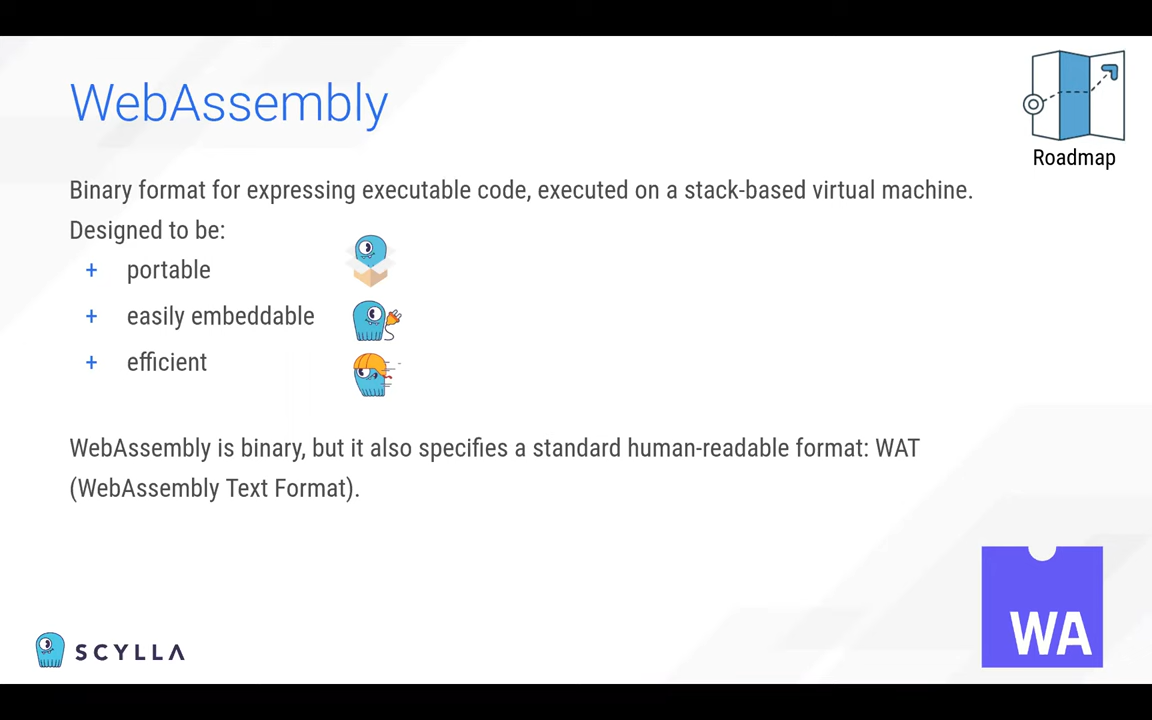 WebAssembly
Roadmap
Binary format for expressing executable code, executed on a stack-based virtual machine.
Designed to be:
+ portable
+ easily embeddable
+ efficient
WebAssembly is binary, but it also specifies a standard human-readable format: WAT
(WebAssembly Text Format).
SCYLLA
WA